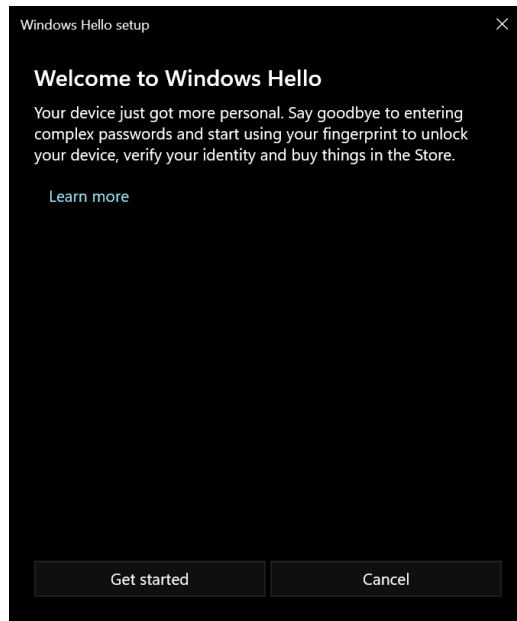 Windows Hello setup
Welcome to Windows Hello
Your device just got more personal. Say goodbye to entering
complex passwords and start using your fingerprint to unlock
your device, verify your identity and buy things in the Store.
Learn more
Get started
Cancel